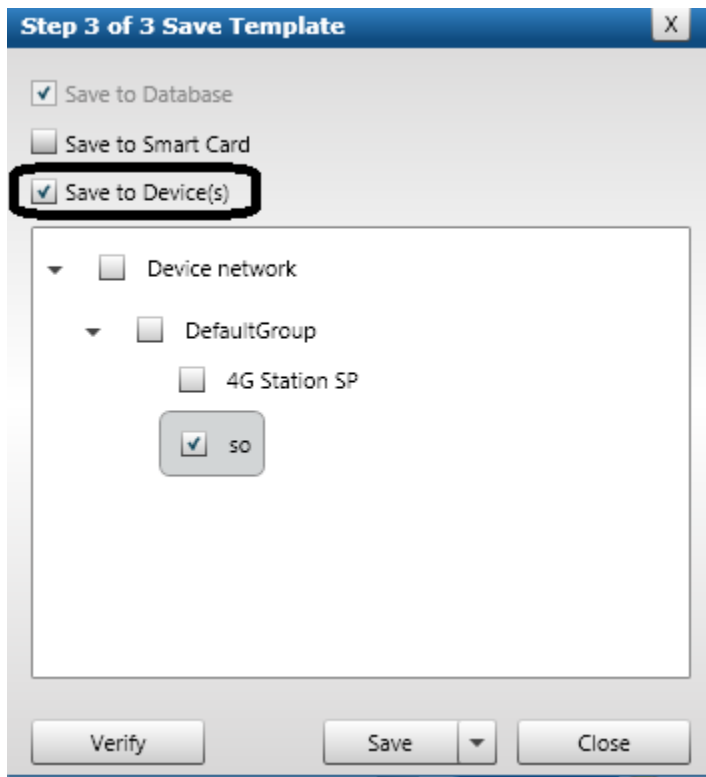 Step 3 of 3 Save Template X
Save to Database
Save to Smart Card
Save to Device(s)
Device network
DefaultGroup
4G Station SP
so
Verify Save Close